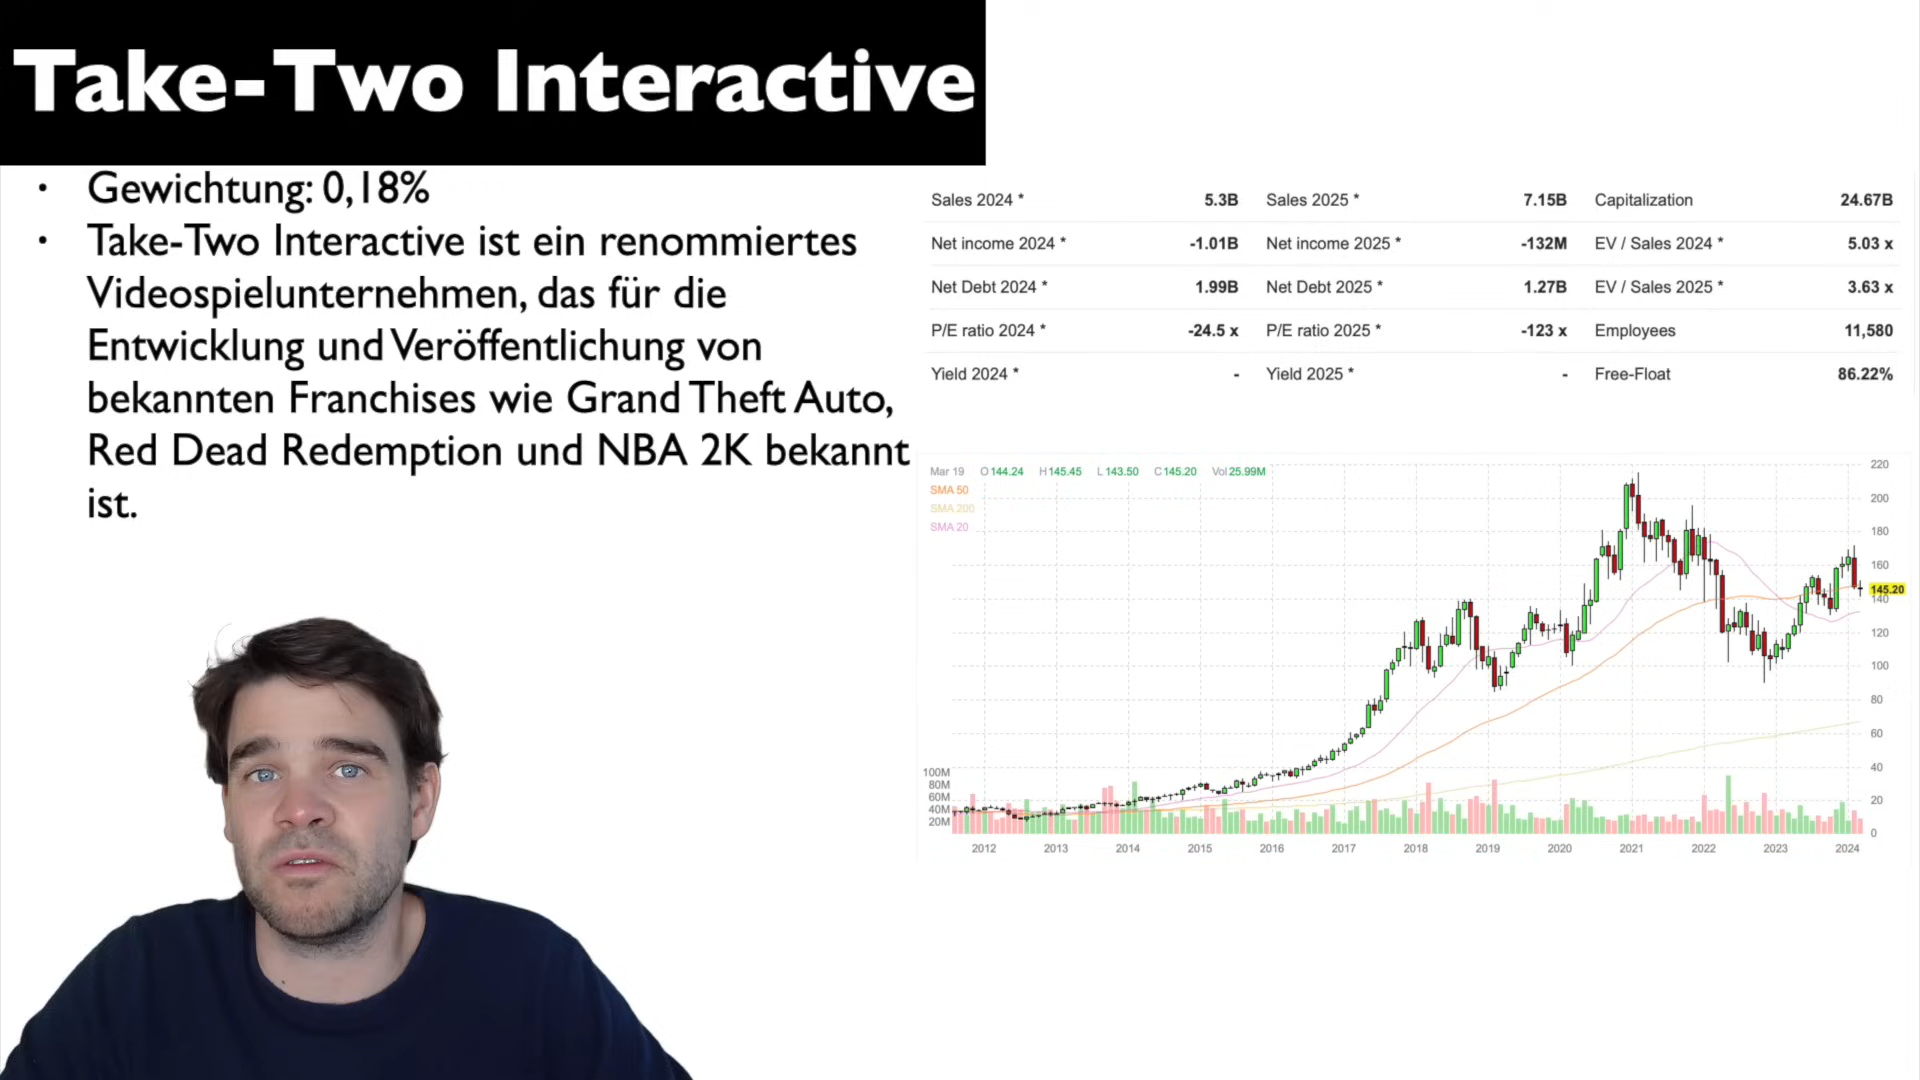 Take-Two Interactive
• Gewichtung: 0,18%
• Take-Two Interactive ist ein renommiertes
Videospielunternehmen, das für die
Entwicklung und Veröffentlichung von
bekannten Franchises wie Grand Theft Auto,
Red Dead Redemption und NBA 2K bekannt
ist.
Sales 2024 * 5.3B Sales 2025 * 7.15B Capitalization 24.67B
Net income 2024 * -1.01B Net income 2025 * -132M EV / Sales 2024 * 5.03 x
Net Debt 2024 * 1.99B Net Debt 2025 * 1.27B EV / Sales 2025 * 3.63 x
P/E ratio 2024 * -24.5 x P/E ratio 2025 * -123 x Employees 11,580
Yield 2024 * - Yield 2025 * - Free-Float 86.22%
Mar 19 O 144.24 H 145.45 L 143.50 C 145.20 Vol 25.99M
SMA 50
SMA 200
SMA 20
220
200
180
160
145.20
140
120
100
80
60
40
20
0
100M
80M
60M
40M
20M
2012 2013 2014 2015 2016 2017 2018 2019 2020 2021 2022 2023 2024